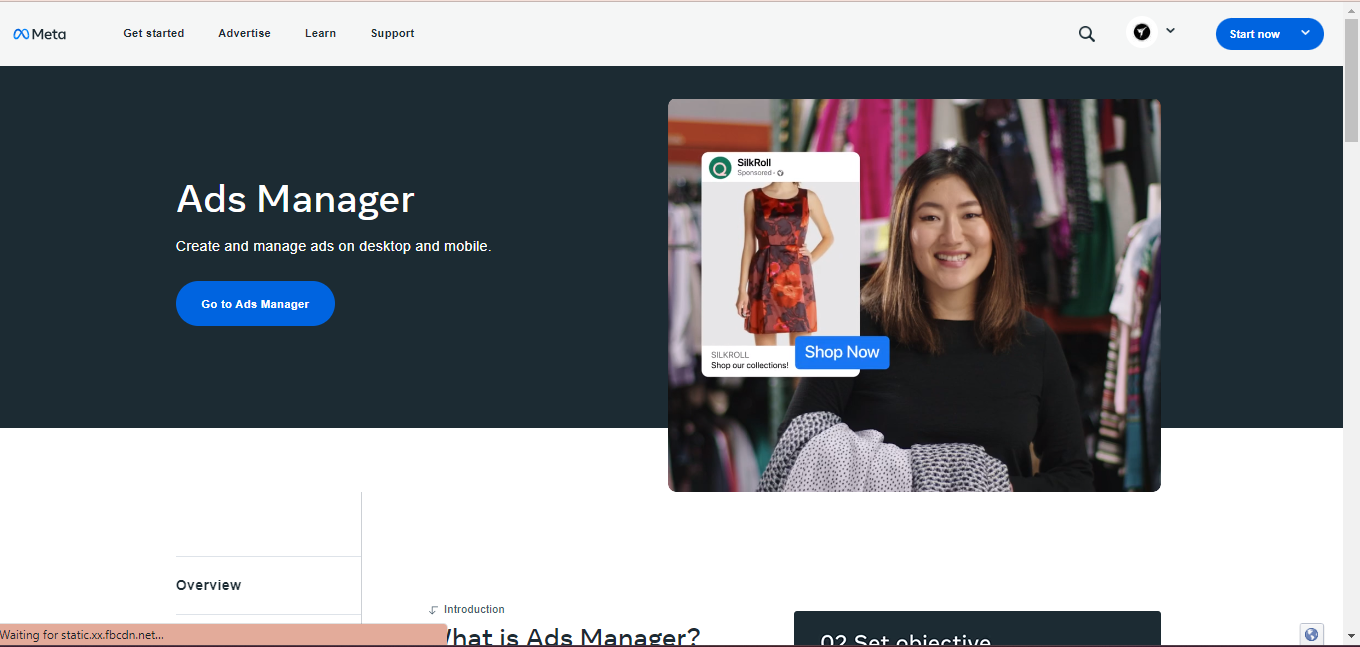 Meta
Get started
Advertise
Learn
Support
Start now
Ads Manager
Create and manage ads on desktop and mobile.
Go to Ads Manager
SilkRoll
Sponsored ·
SILKROLL
Shop our collections!
Shop Now
Overview
Introduction
What is Ads Manager?
02 Set objective
Waiting for static.xx.fbcdn.net...